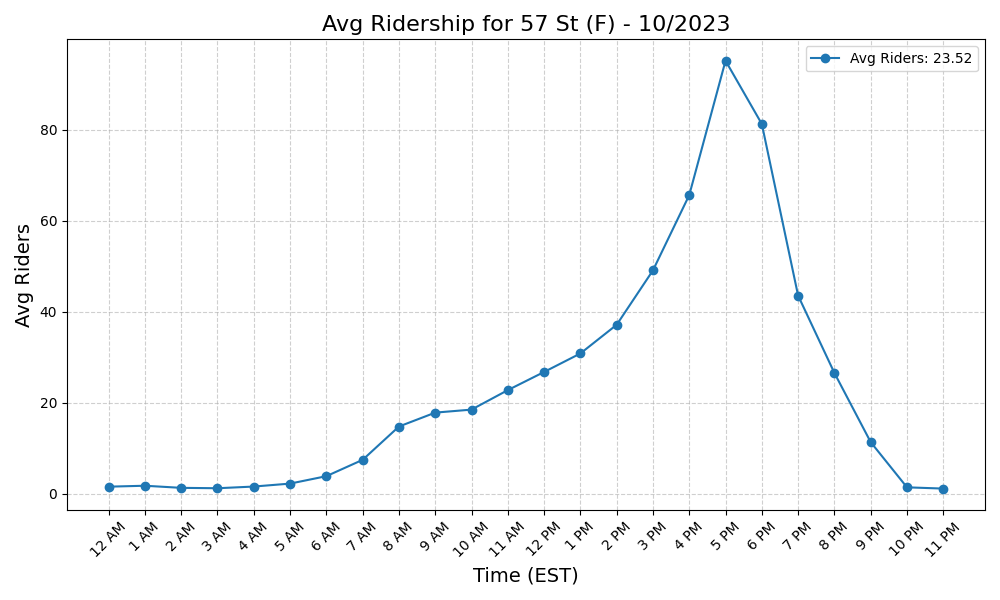 Avg Ridership for 57 St (F) - 10/2023
Avg Riders: 23.52
Avg Riders
80
60
40
20
0
12 AM
1 AM
2 AM
3 AM
4 AM
5 AM
6 AM
7 AM
8 AM
9 AM
10 AM
11 AM
12 PM
1 PM
2 PM
3 PM
4 PM
5 PM
6 PM
7 PM
8 PM
9 PM
10 PM
11 PM
Time (EST)